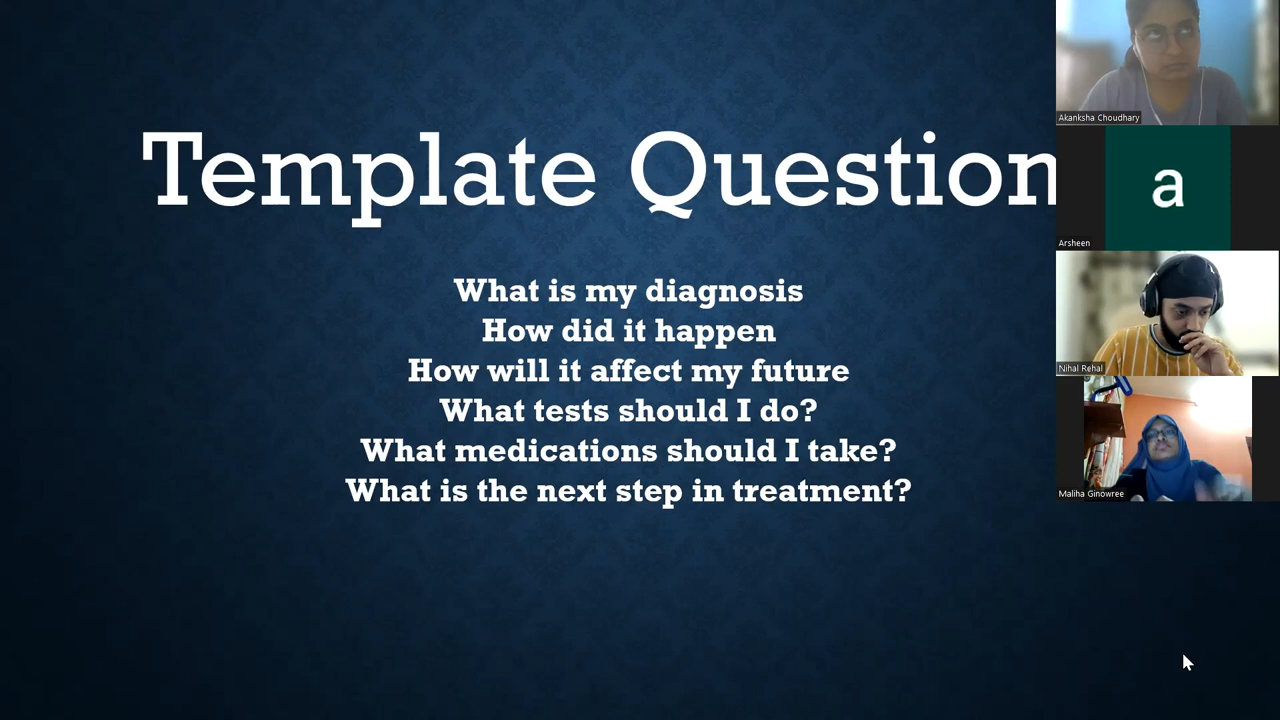 Template Question
What is my diagnosis
How did it happen
How will it affect my future
What tests should I do?
What medications should I take?
What is the next step in treatment?
Akanksha Choudhary
a
Arsheen
Nihal Rehal
Maliha Ginowree